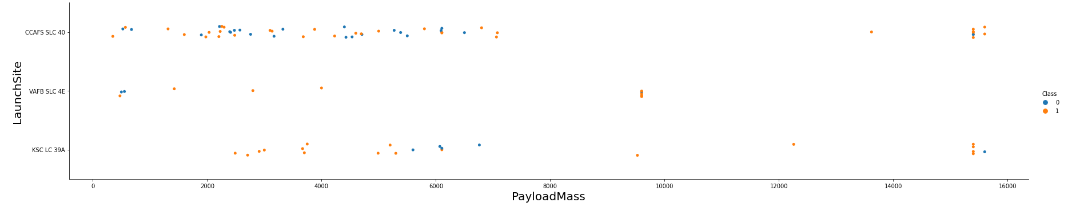 CCAFS SLC 40
VAFB SLC 4E
KSC LC 39A
LaunchSite
0 2000 4000 6000 8000 10000 12000 14000 16000
PayloadMass
Class
0
1